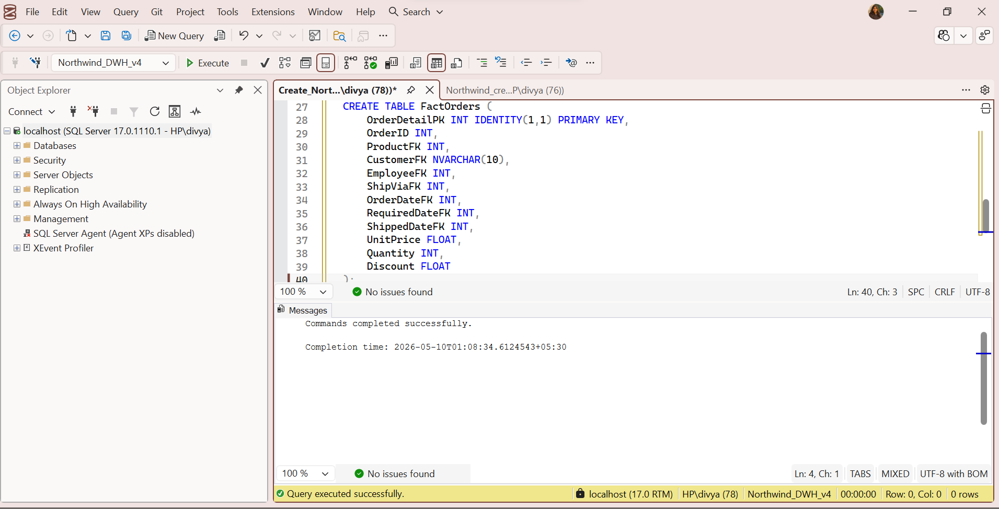 File Edit View Query Git Project Tools Extensions Window Help Search
New Query
Northwind_DWH_v4 Execute
Object Explorer
Connect
localhost (SQL Server 17.0.1110.1 - HP\divya)
Databases
Security
Server Objects
Replication
Always On High Availability
Management
SQL Server Agent (Agent XPs disabled)
XEvent Profiler
Create_Nort...\divya (78))* Northwind_cre...P\divya (76))
27 CREATE TABLE FactOrders (
28 OrderDetailPK INT IDENTITY(1,1) PRIMARY KEY,
29 OrderID INT,
30 ProductFK INT,
31 CustomerFK NVARCHAR(10),
32 EmployeeFK INT,
33 ShipViaFK INT,
34 OrderDateFK INT,
35 RequiredDateFK INT,
36 ShippedDateFK INT,
37 UnitPrice FLOAT,
38 Quantity INT,
39 Discount FLOAT
40 );
100 % No issues found Ln: 40, Ch: 3 SPC CRLF UTF-8
Messages
Commands completed successfully.
Completion time: 2026-05-10T01:08:34.6124543+05:30
100 % No issues found Ln: 4, Ch: 1 TABS MIXED UTF-8 with BOM
Query executed successfully. localhost (17.0 RTM) HP\divya (78) Northwind_DWH_v4 00:00:00 Row: 0, Col: 0 0 rows